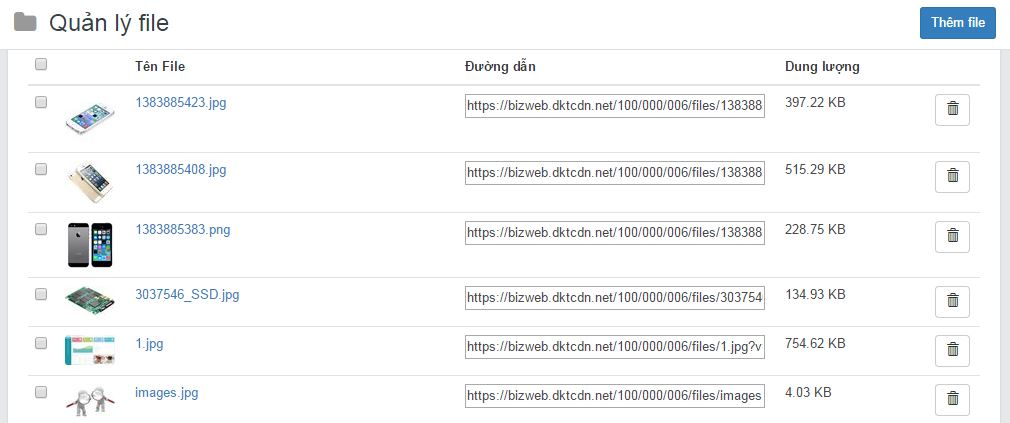 Quản lý file
Thêm file
Tên File Đường dẫn Dung lượng
1383885423.jpg https://bizweb.dktcdn.net/100/000/006/files/138388 397.22 KB
1383885408.jpg https://bizweb.dktcdn.net/100/000/006/files/138388 515.29 KB
1383885383.png https://bizweb.dktcdn.net/100/000/006/files/138388 228.75 KB
3037546_SSD.jpg https://bizweb.dktcdn.net/100/000/006/files/303754 134.93 KB
1.jpg https://bizweb.dktcdn.net/100/000/006/files/1.jpg?v 754.62 KB
images.jpg https://bizweb.dktcdn.net/100/000/006/files/images 4.03 KB